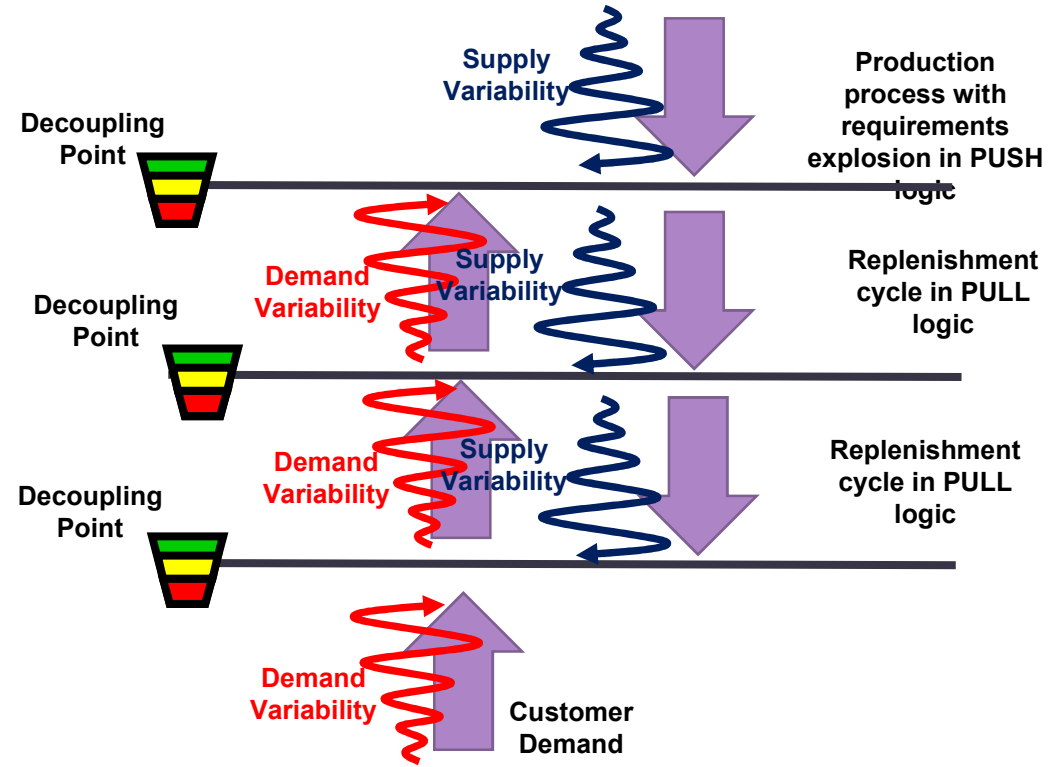 Supply
Variability
Production
process with
requirements
explosion in PUSH
logic
Decoupling
Point
Demand
Variability
Supply
Variability
Replenishment
cycle in PULL
logic
Decoupling
Point
Demand
Variability
Supply
Variability
Replenishment
cycle in PULL
logic
Decoupling
Point
Demand
Variability
Customer
Demand